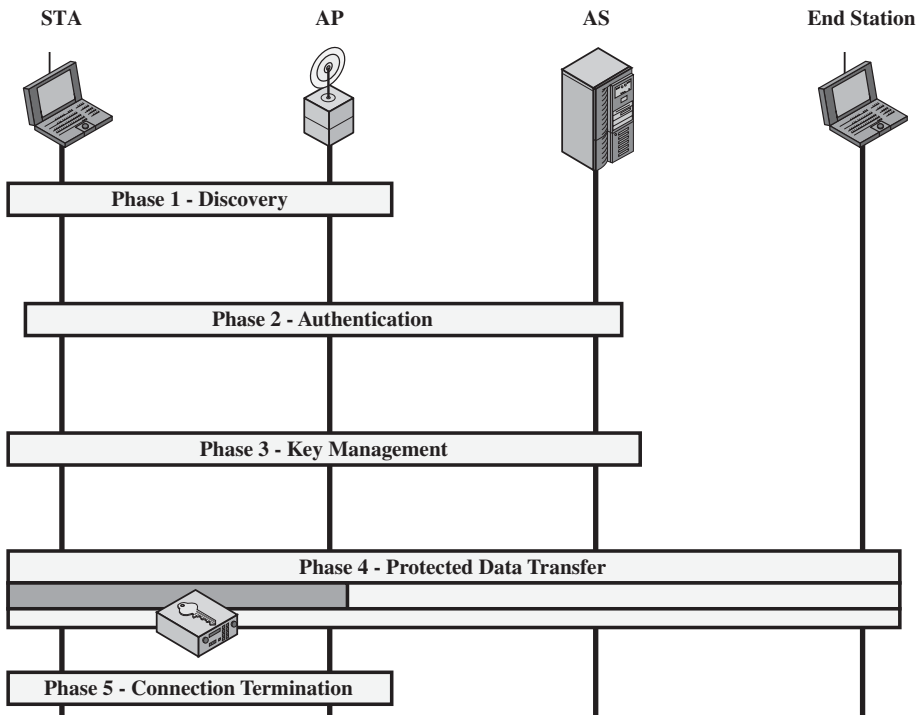 STA AP AS End Station
Phase 1 - Discovery
Phase 2 - Authentication
Phase 3 - Key Management
Phase 4 - Protected Data Transfer
Phase 5 - Connection Termination